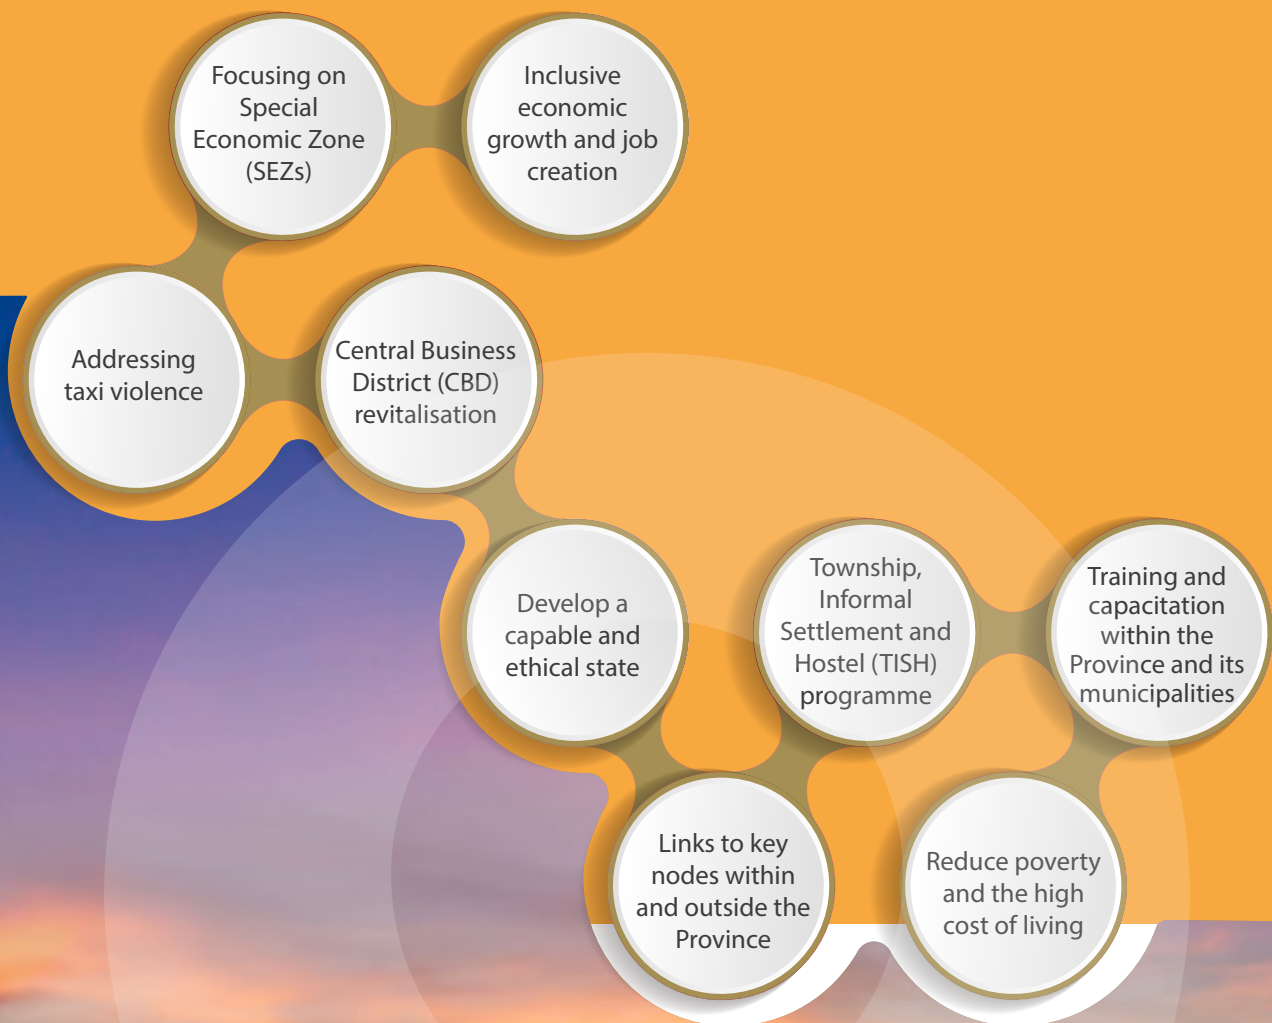 Focusing on
Special
Economic Zone
(SEZs)
Inclusive
economic
growth and job
creation
Addressing
taxi violence
Central Business
District (CBD)
revitalisation
Develop a
capable and
ethical state
Township,
Informal
Settlement and
Hostel (TISH)
programme
Training and
capacitation
within the
Province and its
municipalities
Links to key
nodes within
and outside the
Province
Reduce poverty
and the high
cost of living